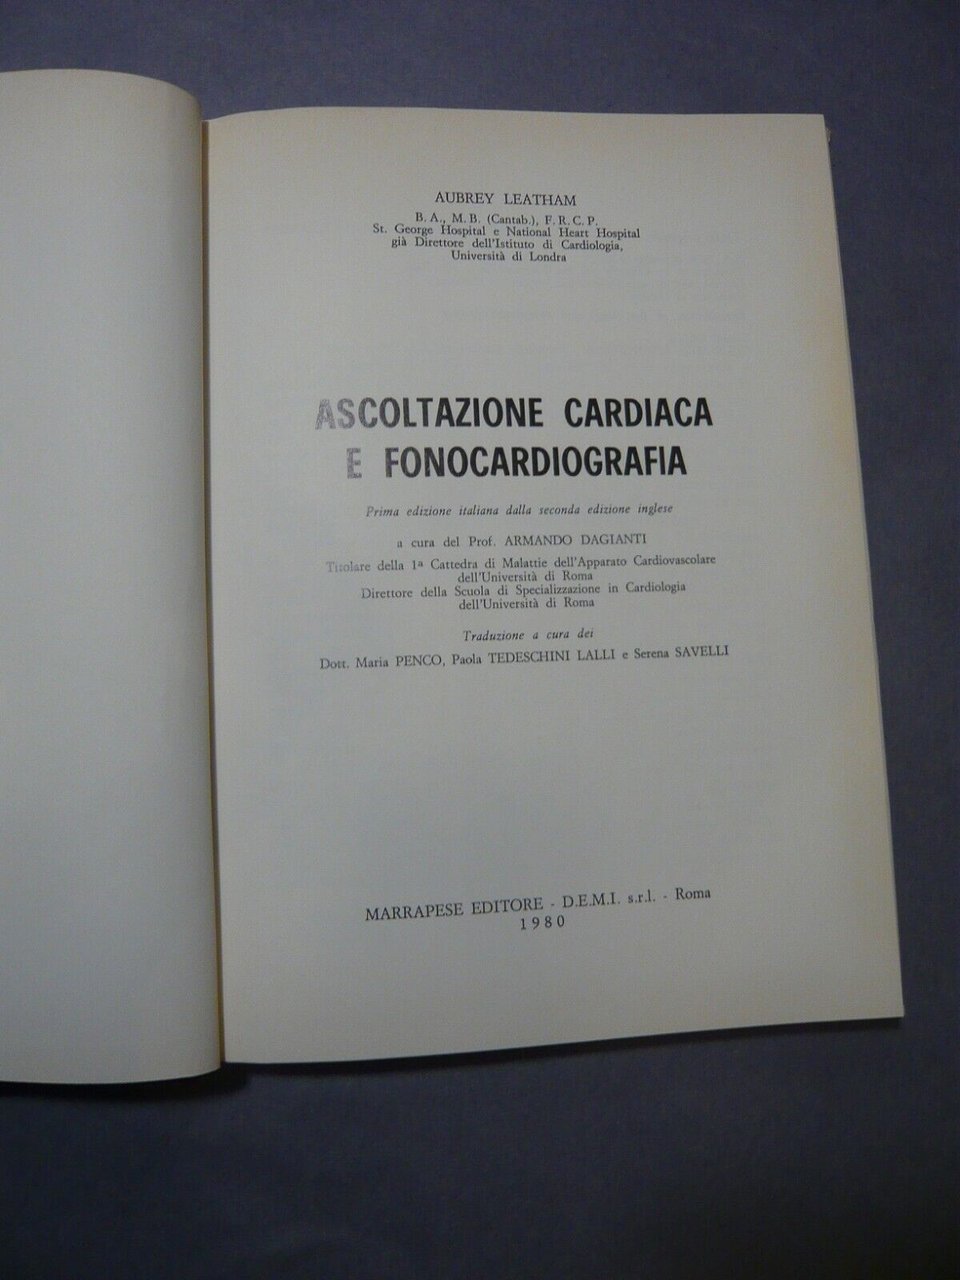 AUBREY LEATHAM
B. A., M. B. (Cantab.), F. R. C. P.
St. George Hospital e National Heart Hospital
già Direttore dell'Istituto di Cardiologia,
Università di Londra
ASCOLTAZIONE CARDIACA
E FONOCARDIOGRAFIA
Prima edizione italiana dalla seconda edizione inglese
a cura del Prof. ARMANDO DAGIANTI
Titolare della 1ª Cattedra di Malattie dell'Apparato Cardiovascolare
dell'Università di Roma
Direttore della Scuola di Specializzazione in Cardiologia
dell'Università di Roma
Traduzione a cura dei
Dott. Maria PENCO, Paola TEDESCHINI LALLI e Serena SAVELLI
MARRAPESE EDITORE - D.E.M.I. s.r.l. - Roma
1980